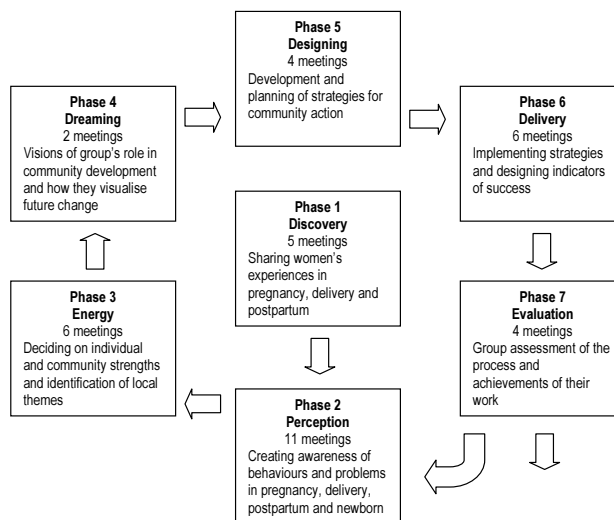 Phase 5
Designing
4 meetings
Development and
planning of strategies for
community action
Phase 4
Dreaming
2 meetings
Visions of group's role in
community development
and how they visualise
future change
Phase 6
Delivery
6 meetings
Implementing strategies
and designing indicators
of success
Phase 1
Discovery
5 meetings
Sharing women's
experiences in
pregnancy, delivery and
postpartum
Phase 3
Energy
6 meetings
Deciding on individual
and community strengths
and identification of local
themes
Phase 7
Evaluation
4 meetings
Group assessment of the
process and
achievements of their
work
Phase 2
Perception
11 meetings
Creating awareness of
behaviours and problems
in pregnancy, delivery,
postpartum and newborn